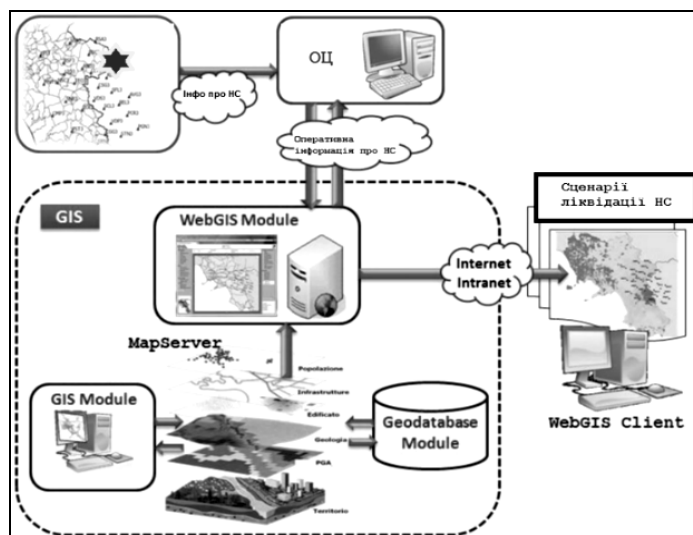 ОЦ
Інфо про НС
Оперативна
інформація про НС
GIS
WebGIS Module
Сценарії
ліквідації НС
Internet
Intranet
MapServer
Popolazione
Infrastrutture
Edificato
Geologia
PGA
Territorio
GIS Module
Geodatabase
Module
WebGIS Client